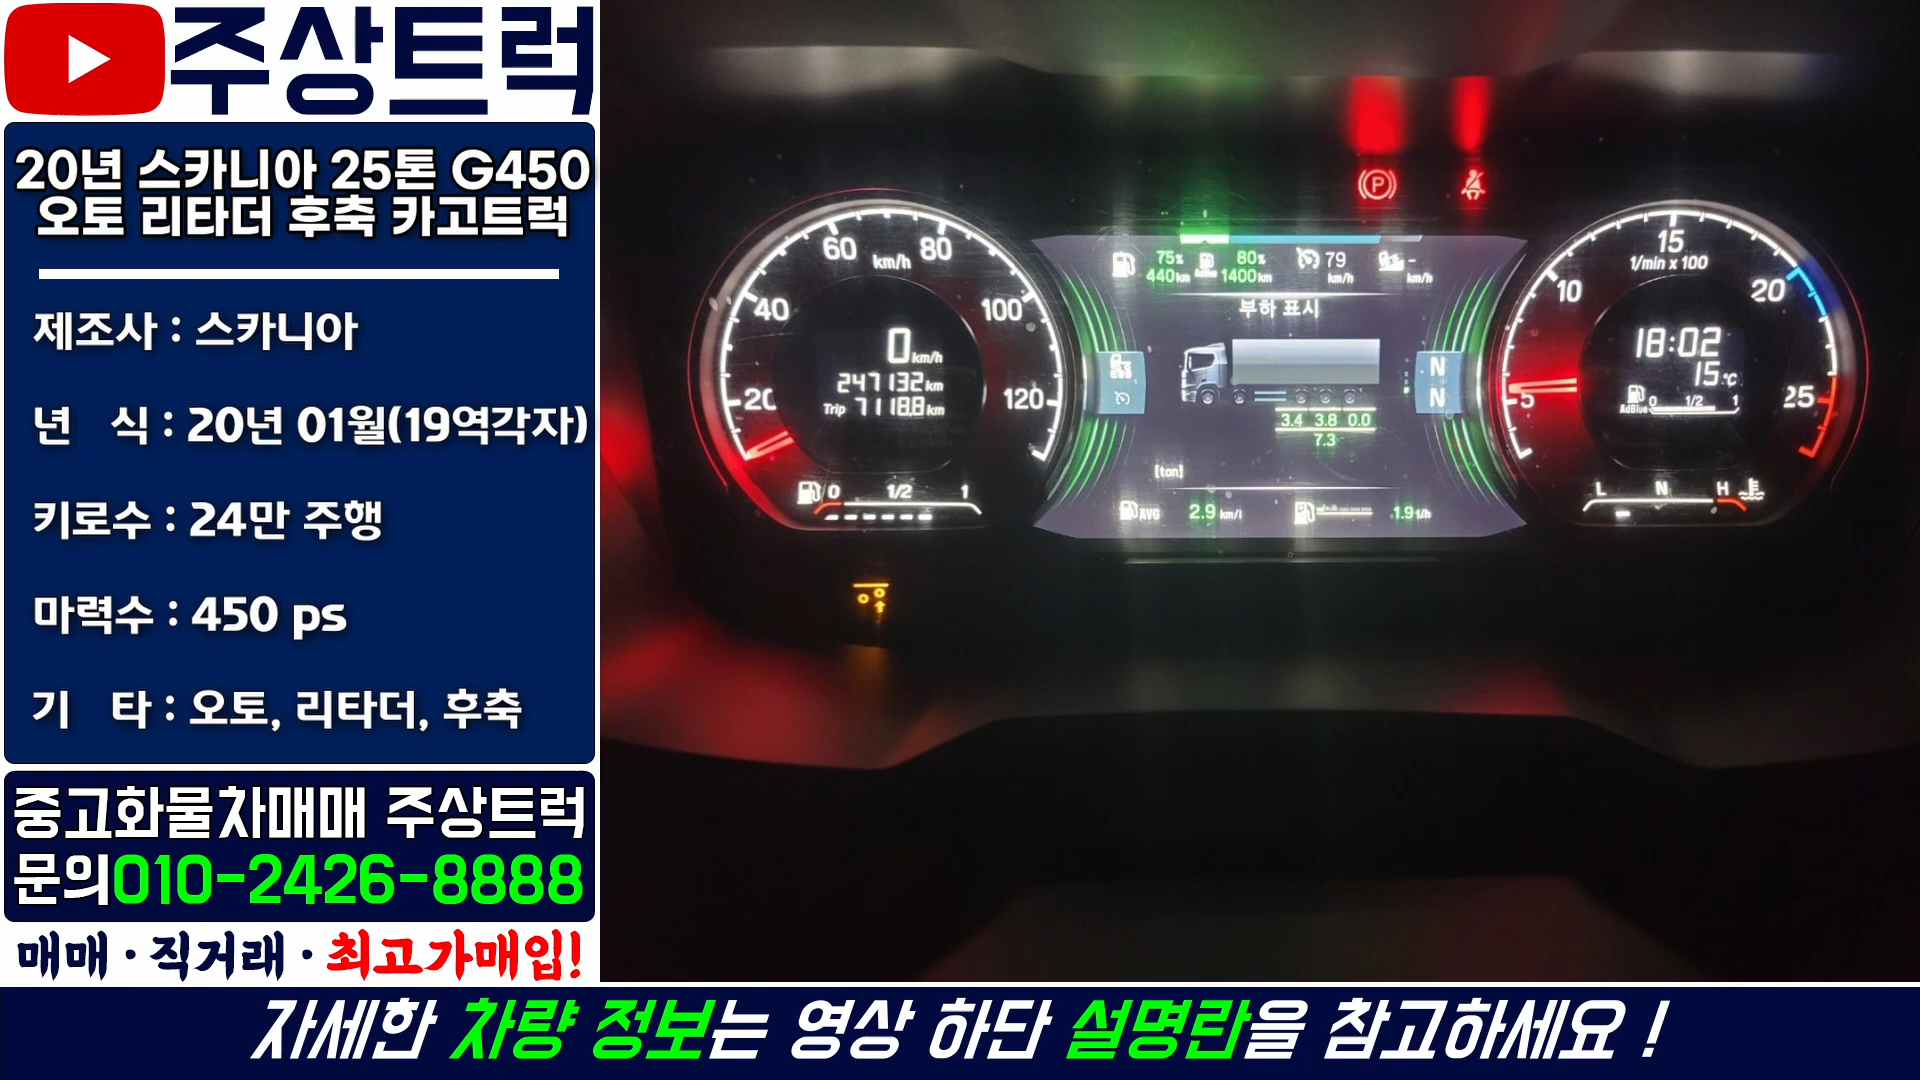 주상트럭
20년 스카니아 25톤 G450
오토 리타더 후축 카고트럭
제조사 : 스카니아
년 식 : 20년 01월(19역각자)
키로수 : 24만 주행
마력수 : 450 ps
기 타 : 오토, 리타더, 후축
중고화물차매매 주상트럭
문의010-2426-8888
매매 · 직거래 · 최고가매입!
20 40 60 80 100 120
km/h
0 km/h
247132 km
Trip 7118.8 km
0 1/2 1
75% 80% 79 -
440km AdBlue 1400km km/h km/h
부하 표시
N
N
3.4 3.8 0.0
7.3
[ton]
AVG 2.9 km/l 1.9 l/h
5 10 15 20 25
1/min x 100
18:02
15 °C
AdBlue 0 1/2 1
L N H
자세한 차량 정보는 영상 하단 설명란을 참고하세요 !